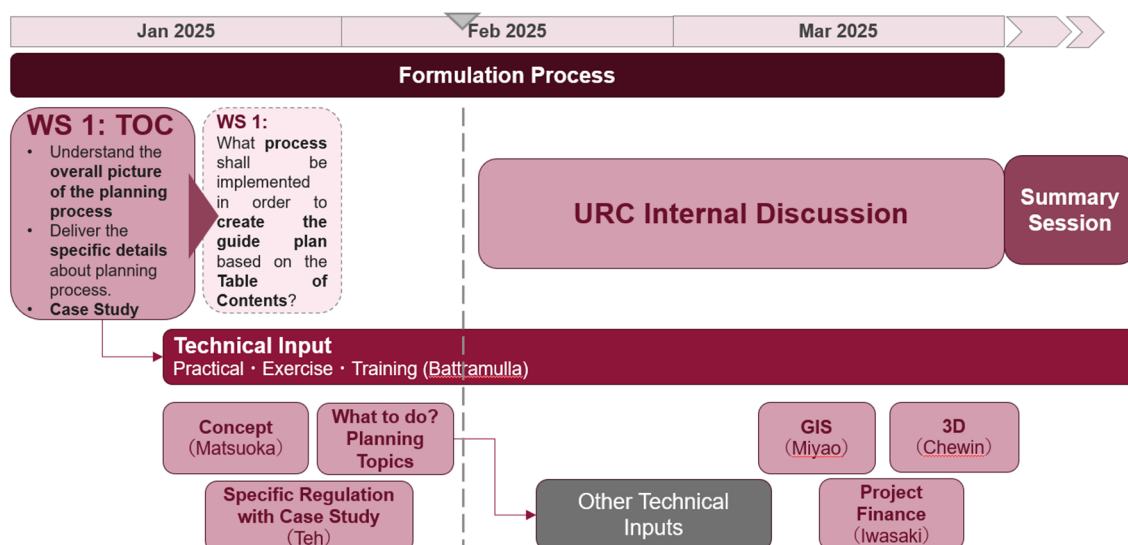 Jan 2025
Feb 2025
Mar 2025
Formulation Process
WS 1: TOC
• Understand the
overall picture
of the planning
process
• Deliver the
specific details
about planning
process.
• Case Study
WS 1:
What process
shall be
implemented
in order to
create the
guide plan
based on the
Table of
Contents?
URC Internal Discussion
Summary
Session
Technical Input
Practical・Exercise・Training (Battramulla)
Concept
（Matsuoka）
What to do?
Planning
Topics
Specific Regulation
with Case Study
（Teh）
Other Technical
Inputs
GIS
（Miyao）
3D
（Chewin）
Project
Finance
（Iwasaki）